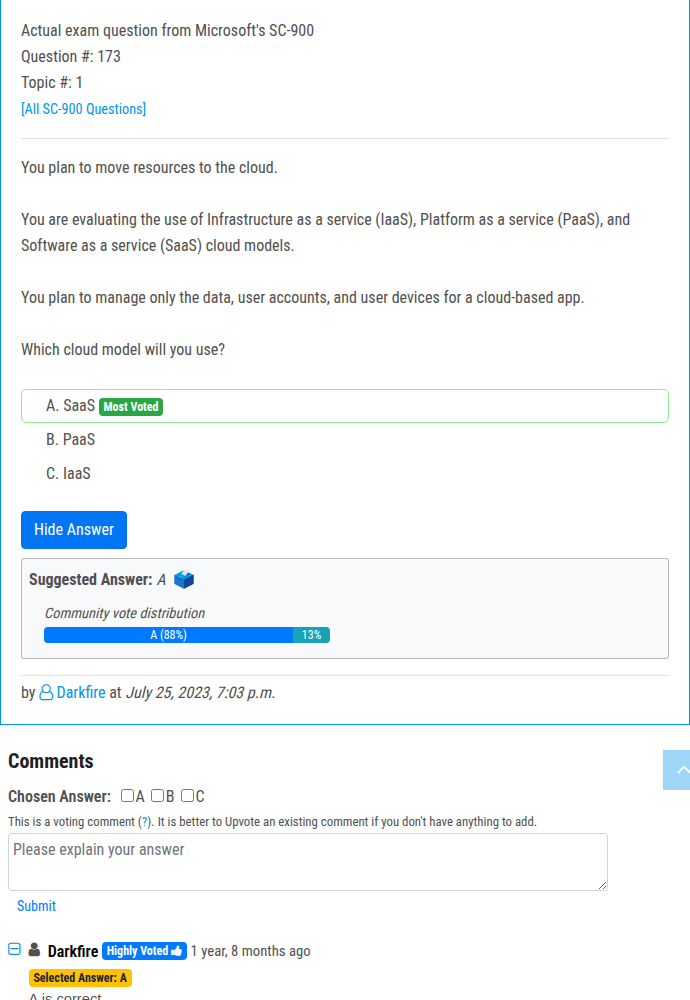 Actual exam question from Microsoft's SC-900
Question #: 173
Topic #: 1
[All SC-900 Questions]
You plan to move resources to the cloud.
You are evaluating the use of Infrastructure as a service (IaaS), Platform as a service (PaaS), and
Software as a service (SaaS) cloud models.
You plan to manage only the data, user accounts, and user devices for a cloud-based app.
Which cloud model will you use?
A. SaaS Most Voted
B. PaaS
C. IaaS
Hide Answer
Suggested Answer: A
Community vote distribution
A (88%) 13%
by Darkfire at July 25, 2023, 7:03 p.m.
Comments
Chosen Answer: A B C
This is a voting comment (?). It is better to Upvote an existing comment if you don't have anything to add.
Please explain your answer
Submit
Darkfire Highly Voted 1 year, 8 months ago
Selected Answer: A
A is correct